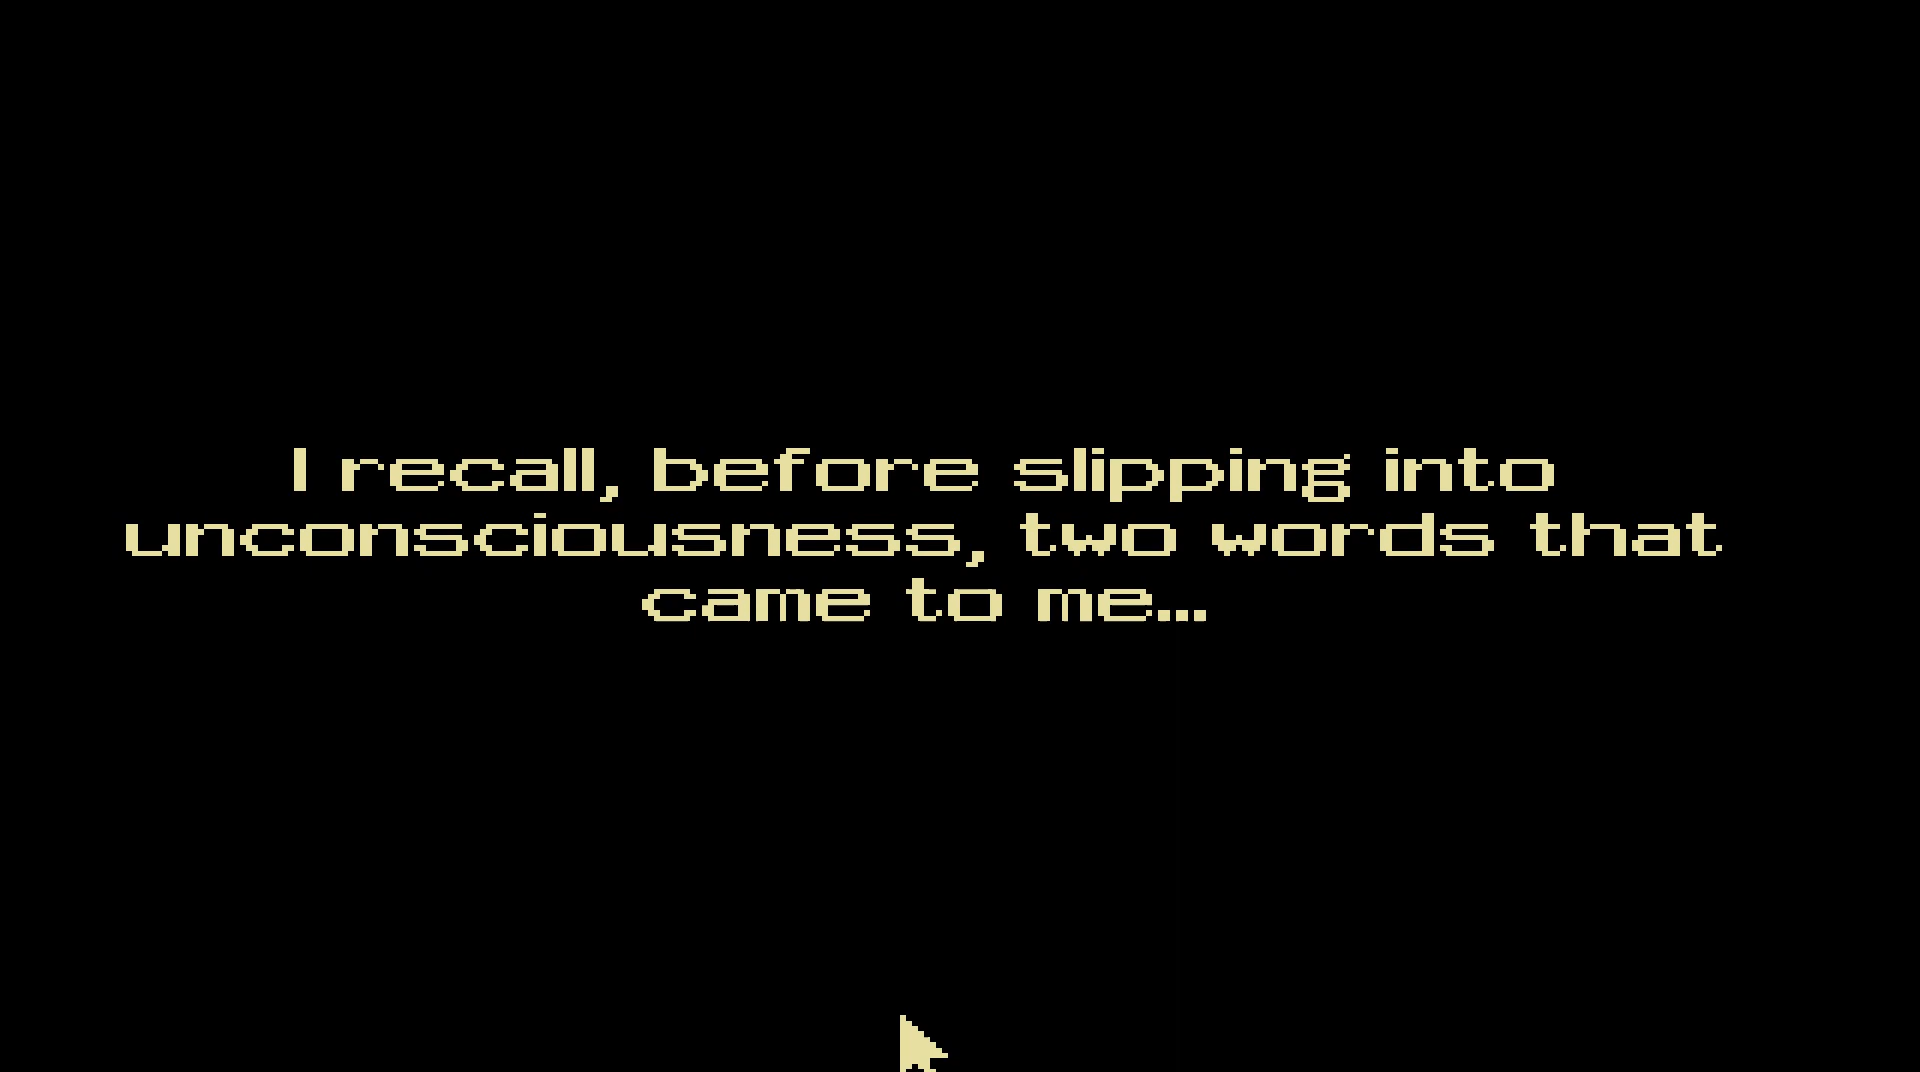 I recall, before slipping into
unconsciousness, two words that
came to me...